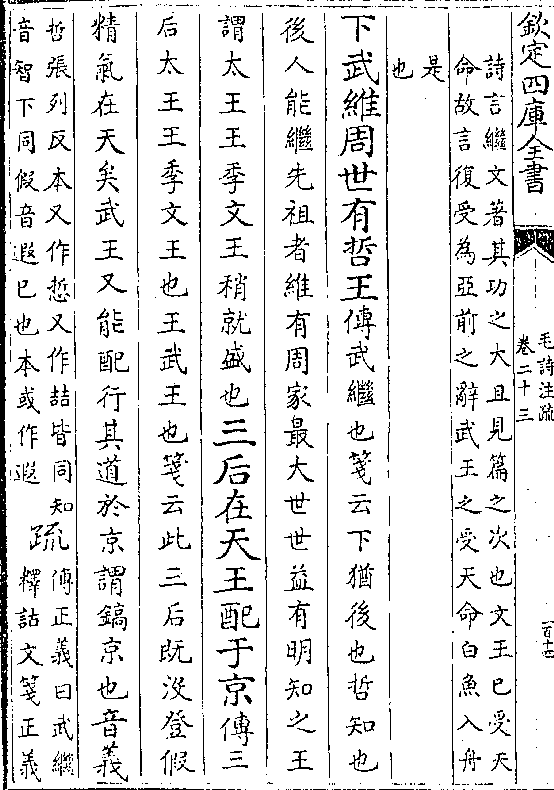 欽定四庫全書
毛詩注疏
卷二十三
詩言繼文著其功之大且見篇之次也文王已受天
命故言復受為亞前之辭武王之受天命白魚入舟
是
也
下武維周世有哲王傳武繼也箋云下猶後也哲知也
後人能繼先祖者維有周家最大世世益有明知之王
謂太王王季文王稍就盛也三后在天王配于京傳三
后太王王季文王也王武王也箋云此三后既沒登假
精氣在天矣武王又能配行其道於京謂鎬京也音義
哲張列反本又作悊又作喆皆同知
音智下同假音遐已也本或作遐
疏
傳正義曰武繼
釋詁文箋正義